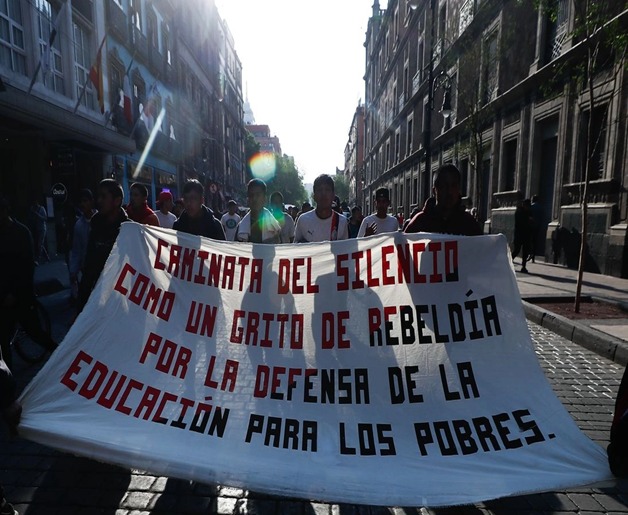 CAMINATA DEL SILENCIO
COMO UN GRITO DE REBELDÍA
POR LA DEFENSA DE LA
EDUCACIÓN PARA LOS POBRES.